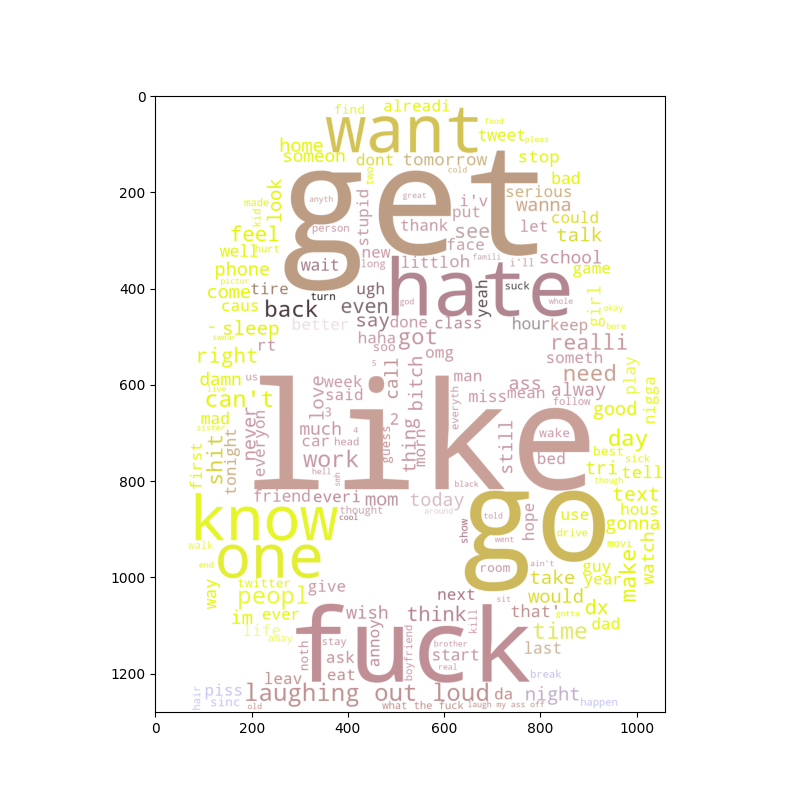 0
200
400
600
800
1000
1200
0 200 400 600 800 1000
find alreadi
want food
home tweet pleas
someon dont tomorrow cold stop
two bad
get
look anyth great serious
made i'v wanna
kid stupid person put could
feel thank see let talk
well hurt new face
wait long littloh famili i'll school
phone pictur game
come tire turn ugh hate suck
caus back even god yeah whole girl okay
- sleep better say done class hour keep bore
swear rt haha got realli
right soo omg someth
damn us 5 call man ass need play
live love week bitch miss mean alway
can't said everyth follow
like
mad 3 2 good nigga
sister never much 4 guess thing wake day
first shit everyon car head morn still best sick
tonight work bed tri tell
hell smh black though
friend everi mom today text
know cool thought around go told use hous
walk show went hope drive gonna
one room ain't movi
end guy watch
twitter give take year make
way peopl next sit would
im ever wish think kill that' gotta dx
life annoy fuck time dad
away noth stay boyfriend brother last
ask start
leav eat real break
hair piss laughing out loud da night
sinc old what the fuck laugh my ass off happen